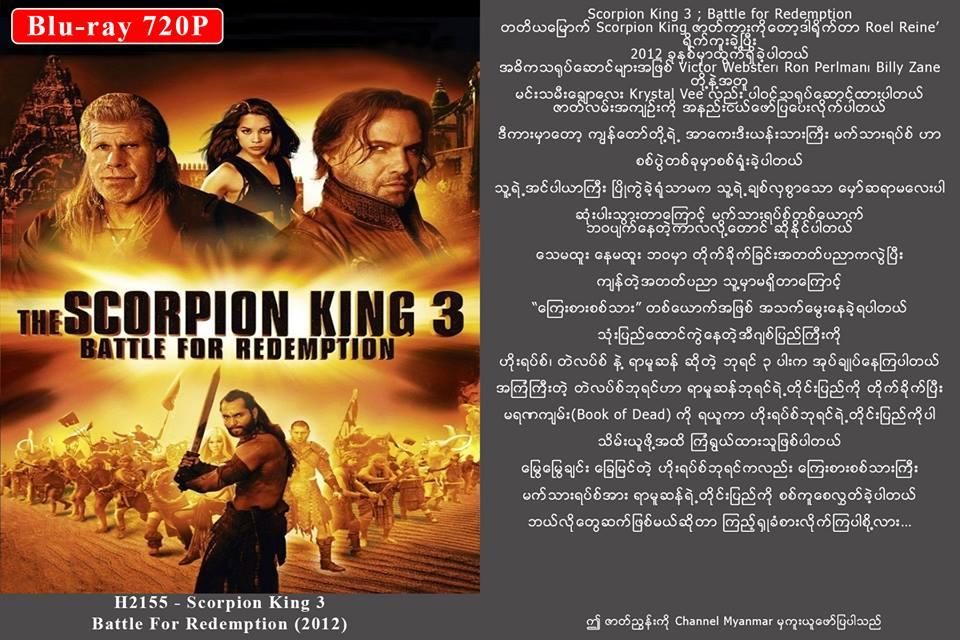 Blu-ray 720P
THE SCORPION KING 3
BATTLE FOR REDEMPTION
H2155 - Scorpion King 3
Battle For Redemption (2012)
Scorpion King 3 ; Battle for Redemption
တတိယမြောက် Scorpion King ဇာတ်ကားကိုတော့ဒါရိုက်တာ Roel Reine’
ရိုက်ကူးခဲ့ပြီး
2012 ခုနှစ်မှာထွက်ရှိခဲ့ပါတယ်
အဓိကသရုပ်ဆောင်များအဖြစ် Victor Webster၊ Ron Perlman၊ Billy Zane
တို့နဲ့အတူ
မင်းသမီးချောလေး Krystal Vee လည်း ပါဝင်သရုပ်ဆောင်ထားပါတယ်
ဇာတ်လမ်းအကျဉ်းကို အနည်းငယ်ဖော်ပြပေးလိုက်ပါတယ်
ဒီကားမှာတော့ ကျွန်တော်တို့ရဲ့ အာကေးဒီးယန်းသားကြီး မက်သားရပ်စ် ဟာ
စစ်ပွဲတစ်ခုမှာစစ်ရှုံးခဲ့ပါတယ်
သူ့ရဲ့အင်ပါယာကြီး ပြိုကွဲခဲ့ရုံသာမက သူ့ရဲ့ချစ်လှစွာသော မှော်ဆရာမလေးပါ
ဆုံးပါးသွားတာကြောင့် မက်သားရပ်စ်တစ်ယောက်
ဘဝပျက်နေတဲ့ကာလလို့တောင် ဆိုနိုင်ပါတယ်
သေမထူး နေမထူး ဘဝမှာ တိုက်ခိုက်ခြင်းအတတ်ပညာကလွဲပြီး
ကျန်တဲ့အတတ်ပညာ သူ့မှာမရှိတာကြောင့်
“ကြေးစားစစ်သား” တစ်ယောက်အဖြစ် အသက်မွေးနေခဲ့ရပါတယ်
သုံးပြည်ထောင်ကွဲနေတဲ့အီဂျစ်ပြည်ကြီးကို
ဟိုးရပ်စ်၊ တဲလပ်စ် နဲ့ ရာမူဆန် ဆိုတဲ့ ဘုရင် ၃ ပါးက အုပ်ချုပ်နေကြပါတယ်
အကြံကြီးတဲ့ တဲလပ်စ်ဘုရင်ဟာ ရာမူဆန်ဘုရင်ရဲ့တိုင်းပြည်ကို တိုက်ခိုက်ပြီး
မရဏကျမ်း(Book of Dead) ကို ရယူကာ ဟိုးရပ်စ်ဘုရင်ရဲ့တိုင်းပြည်ကိုပါ
သိမ်းယူဖို့အထိ ကြံရွယ်ထားသူဖြစ်ပါတယ်
မြွေမြွေချင်း ခြေမြင်တဲ့ ဟိုးရပ်စ်ဘုရင်ကလည်း ကြေးစားစစ်သားကြီး
မက်သားရပ်စ်အား ရာမူဆန်ရဲ့တိုင်းပြည်ကို စစ်ကူစေလွှတ်ခဲ့ပါတယ်
ဘယ်လိုတွေဆက်ဖြစ်မယ်ဆိုတာ ကြည့်ရှုခံစားလိုက်ကြပါစို့လား...
ဤ ဇာတ်ညွှန်းကို Channel Myanmar မှကူးယူဖော်ပြပါသည်